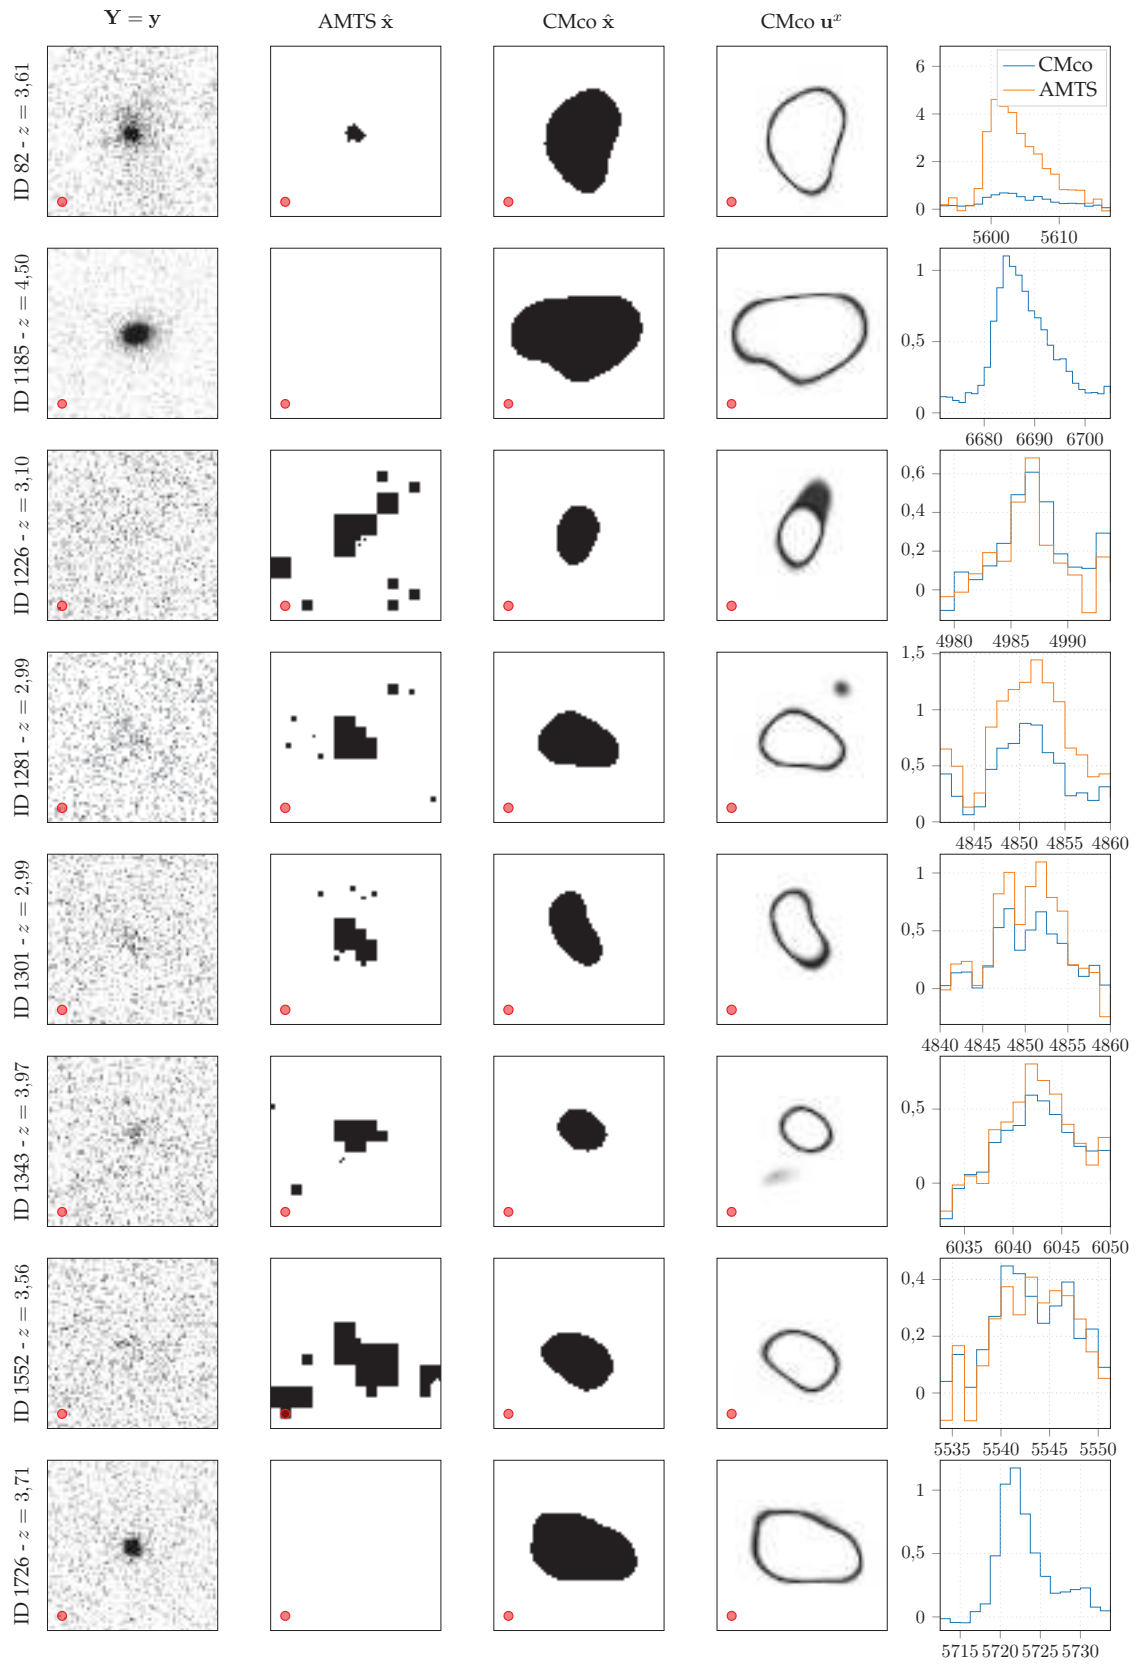 Y = y AMTS x̂ CMco x̂ CMco uˣ
ID 82 - z = 3,61
6
4
2
0
CMco
AMTS
5600 5610
ID 1185 - z = 4,50
1
0,5
0
6680 6690 6700
ID 1226 - z = 3,10
0,6
0,4
0,2
0
4980 4985 4990
ID 1281 - z = 2,99
1,5
1
0,5
0
4845 4850 4855 4860
ID 1301 - z = 2,99
1
0,5
0
4840 4845 4850 4855 4860
ID 1343 - z = 3,97
0,5
0
6035 6040 6045 6050
ID 1552 - z = 3,56
0,4
0,2
0
5535 5540 5545 5550
ID 1726 - z = 3,71
1
0,5
0
5715 5720 5725 5730